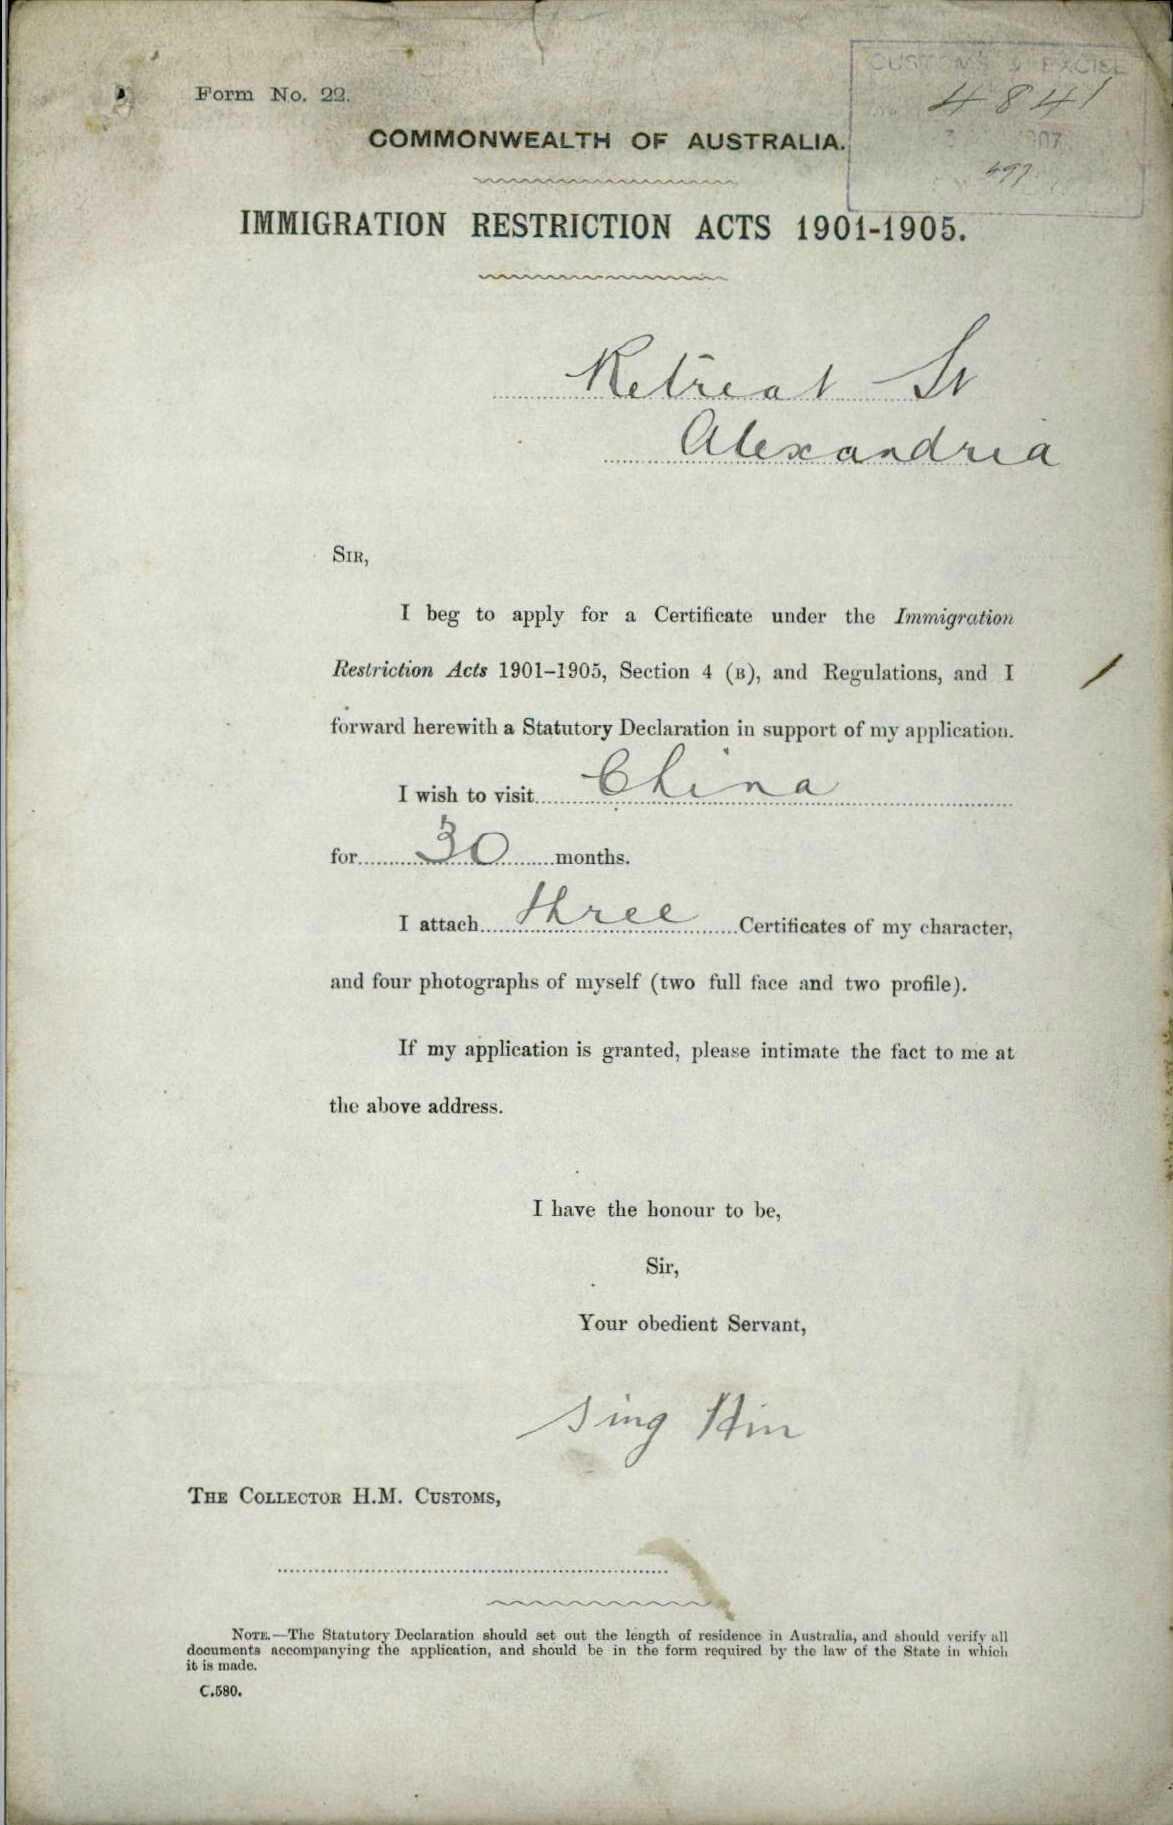 Form No. 22.
CUSTOMS & EXCISE
4841
COMMONWEALTH OF AUSTRALIA.
3 907
497
IMMIGRATION RESTRICTION ACTS 1901-1905.
Retreat St
Alexandria
SIR,
I beg to apply for a Certificate under the Immigration
Restriction Acts 1901-1905, Section 4 (B), and Regulations, and I
forward herewith a Statutory Declaration in support of my application.
I wish to visit China
for 30 months.
I attach three Certificates of my character,
and four photographs of myself (two full face and two profile).
If my application is granted, please intimate the fact to me at
the above address.
I have the honour to be,
Sir,
Your obedient Servant,
Sing Hin
THE COLLECTOR H.M. CUSTOMS,
NOTE.—The Statutory Declaration should set out the length of residence in Australia, and should verify all
documents accompanying the application, and should be in the form required by the law of the State in which
it is made.
C.580.